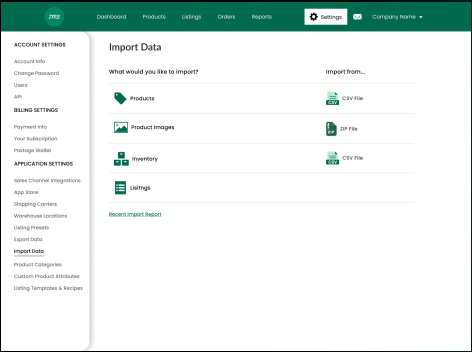 Dashboard Products Listings Orders Reports Settings Company Name
ACCOUNT SETTINGS
Account Info
Change Password
Users
API
BILLING SETTINGS
Payment Info
Your Subscription
Postage Wallet
APPLICATION SETTINGS
Sales Channel Integrations
App Store
Shipping Carriers
Warehouse Locations
Listing Presets
Export Data
Import Data
Product Categories
Custom Product Attributes
Listing Templates & Recipes
Import Data
What would you like to import? Import from...
Products CSV CSV File
Product Images ZIP ZIP File
Inventory CSV CSV File
Lisitngs
Recent Import Report